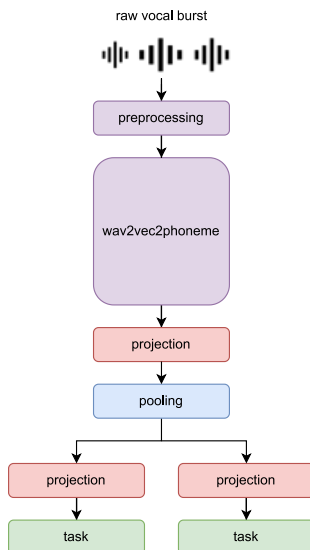 raw vocal burst
preprocessing
wav2vec2phoneme
projection
pooling
projection projection
task task